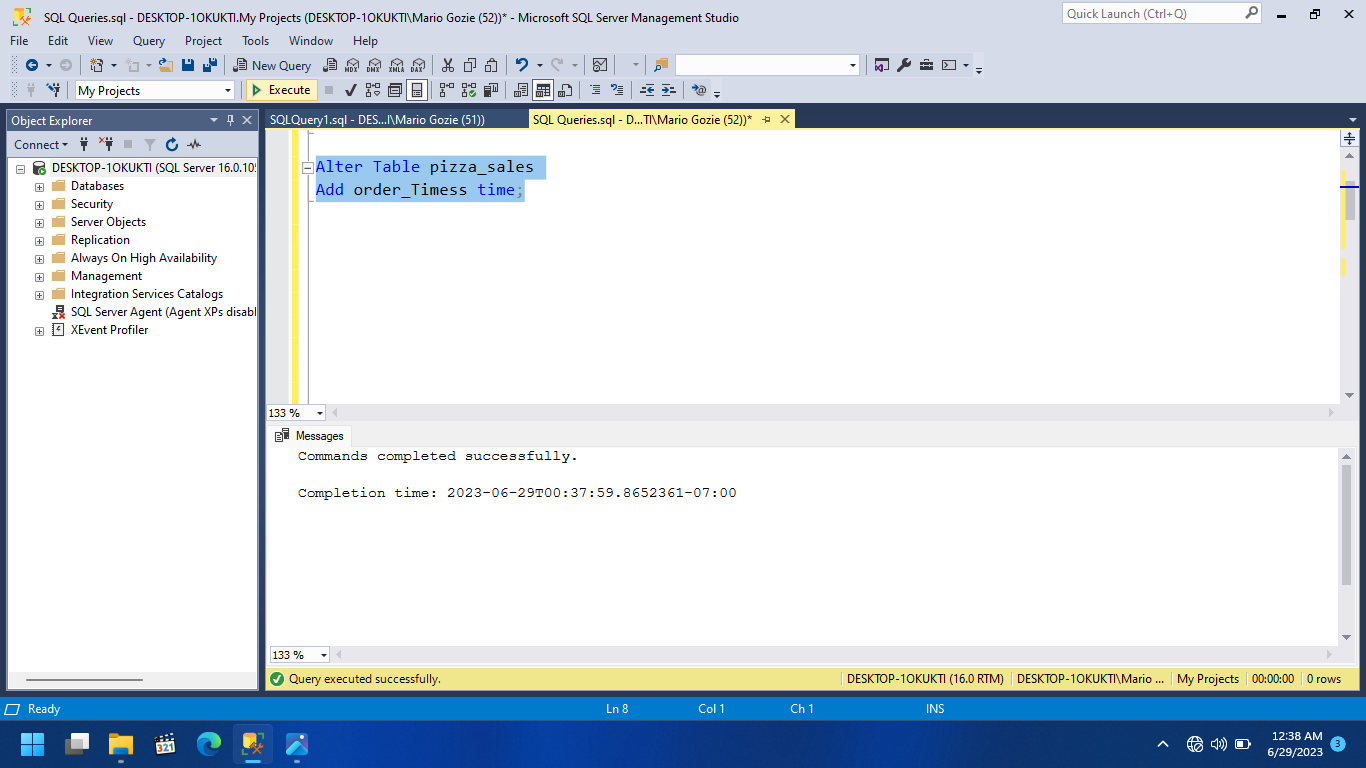 SQL Queries.sql - DESKTOP-1OKUKTI.My Projects (DESKTOP-1OKUKTI\Mario Gozie (52))* - Microsoft SQL Server Management Studio
Quick Launch (Ctrl+Q)
File Edit View Query Project Tools Window Help
New Query MDX DMX XMLA DAX
My Projects Execute
Object Explorer
SQLQuery1.sql - DES...I\Mario Gozie (51))
SQL Queries.sql - D...TI\Mario Gozie (52))*
Connect
DESKTOP-1OKUKTI (SQL Server 16.0.10
Databases
Security
Server Objects
Replication
Always On High Availability
Management
Integration Services Catalogs
SQL Server Agent (Agent XPs disabl
XEvent Profiler
Alter Table pizza_sales
Add order_Timess time;
133 %
Messages
Commands completed successfully.
Completion time: 2023-06-29T00:37:59.8652361-07:00
133 %
Query executed successfully.
DESKTOP-1OKUKTI (16.0 RTM)
DESKTOP-1OKUKTI\Mario ...
My Projects
00:00:00
0 rows
Ready
Ln 8
Col 1
Ch 1
INS
321
12:38 AM
6/29/2023
3